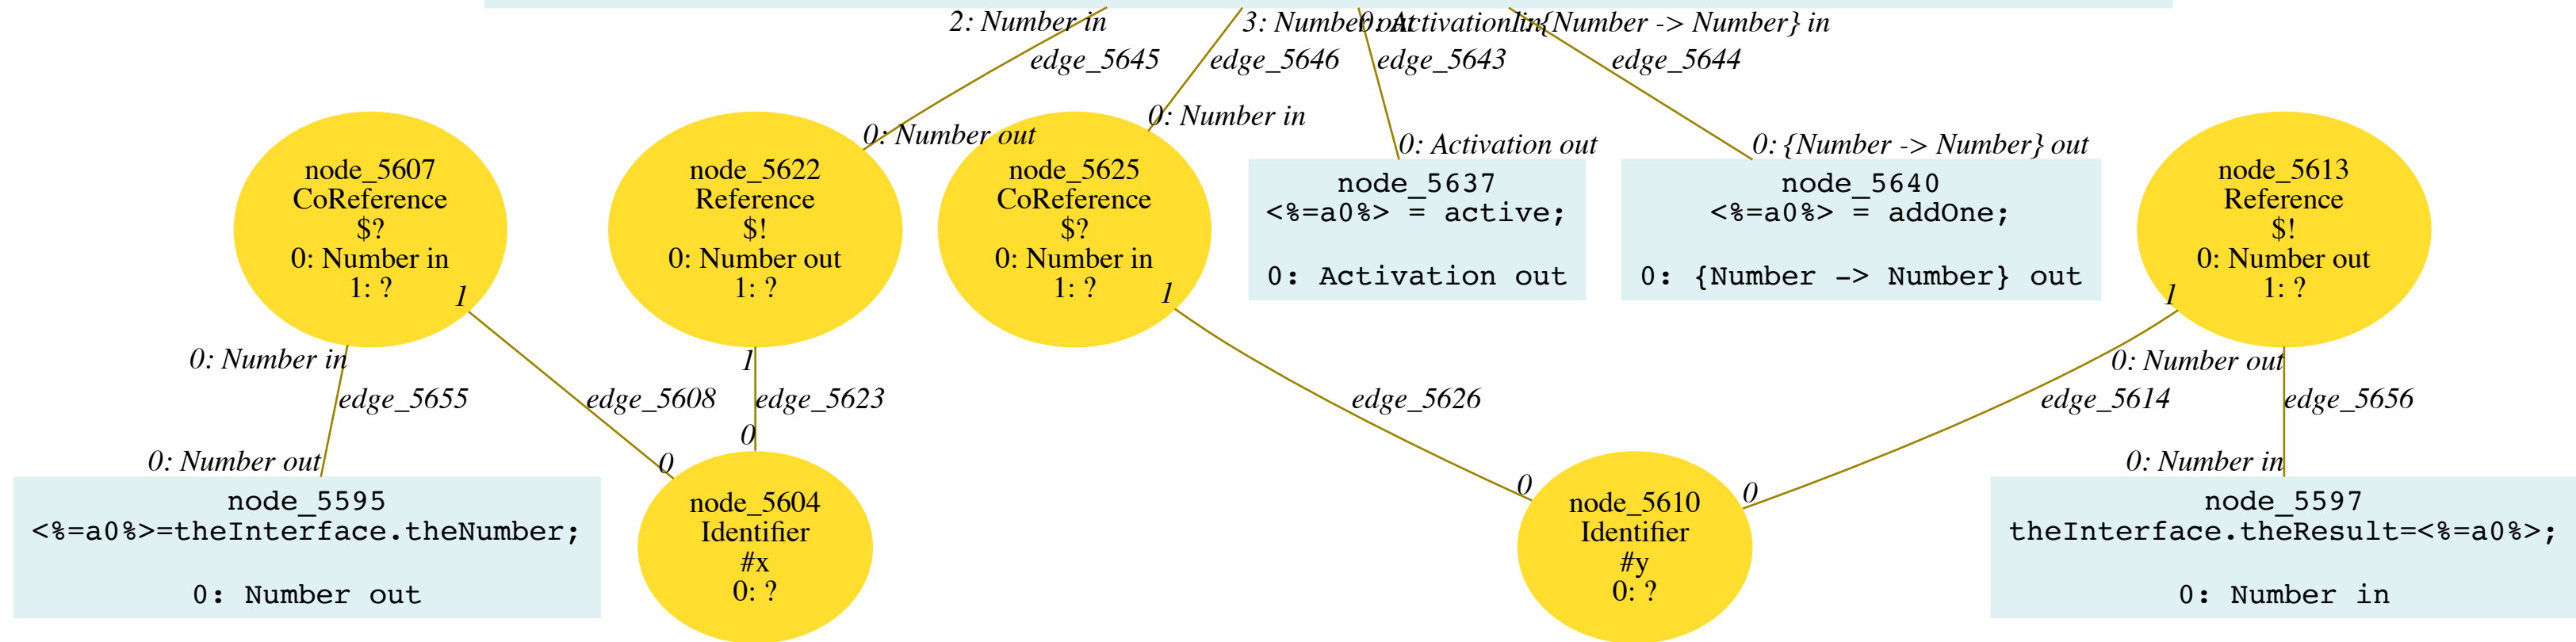 2: Number in
3: Number out
0: Activation in
1: {Number -> Number} in
edge_5645
edge_5646
edge_5643
edge_5644
0: Number out
0: Number in
0: Activation out
0: {Number -> Number} out
node_5607
CoReference
$?
0: Number in
1: ?
1
node_5622
Reference
$!
0: Number out
1: ?
node_5625
CoReference
$?
0: Number in
1: ?
1
node_5637
<%=a0%> = active;
0: Activation out
node_5640
<%=a0%> = addOne;
0: {Number -> Number} out
node_5613
Reference
$!
0: Number out
1: ?
1
0: Number in
1
0: Number out
edge_5655
edge_5608
edge_5623
edge_5626
edge_5614
edge_5656
0: Number out
0
0
0
0
0: Number in
node_5595
<%=a0%>=theInterface.theNumber;
0: Number out
node_5604
Identifier
#x
0: ?
node_5610
Identifier
#y
0: ?
node_5597
theInterface.theResult=<%=a0%>;
0: Number in